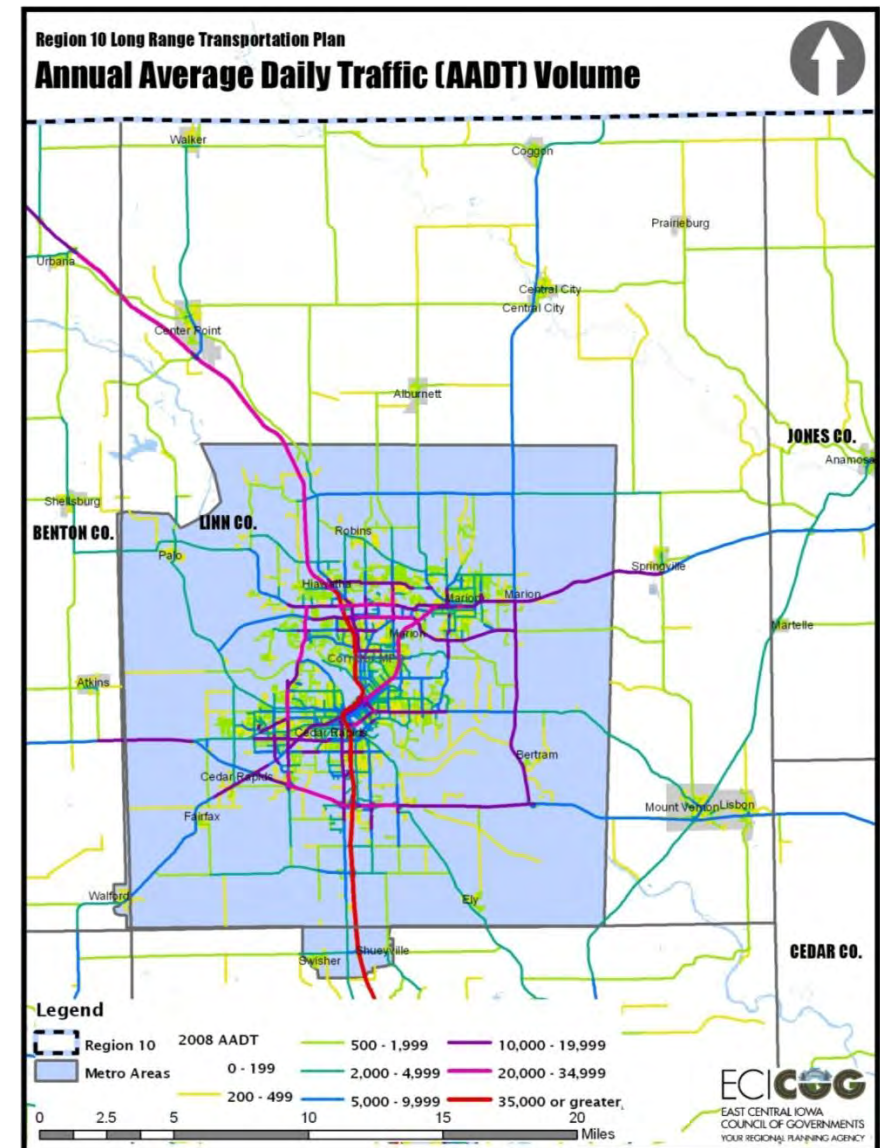 Region 10 Long Range Transportation Plan
Annual Average Daily Traffic (AADT) Volume
Walker
Coggon
Prairieburg
Urbana
Central City
Central City
Center Point
Alburnett
JONES CO.
Anamosa
Shellsburg
LINN CO.
BENTON CO.
Robins
Palo
Springville
Hiawatha
Marion
Marion
Martelle
Marion
Atkins
Cedar Rapids
Bertram
Cedar Rapids
Mount Vernon
Lisbon
Fairfax
Walford
Ely
Shueyville
Swisher
CEDAR CO.
Legend
Region 10
2008 AADT
500 - 1,999
10,000 - 19,999
Metro Areas
0 - 199
2,000 - 4,999
20,000 - 34,999
200 - 499
5,000 - 9,999
35,000 or greater
0 2.5 5 10 15 20
Miles
ECICOG
EAST CENTRAL IOWA
COUNCIL OF GOVERNMENTS
YOUR REGIONAL PLANNING AGENCY